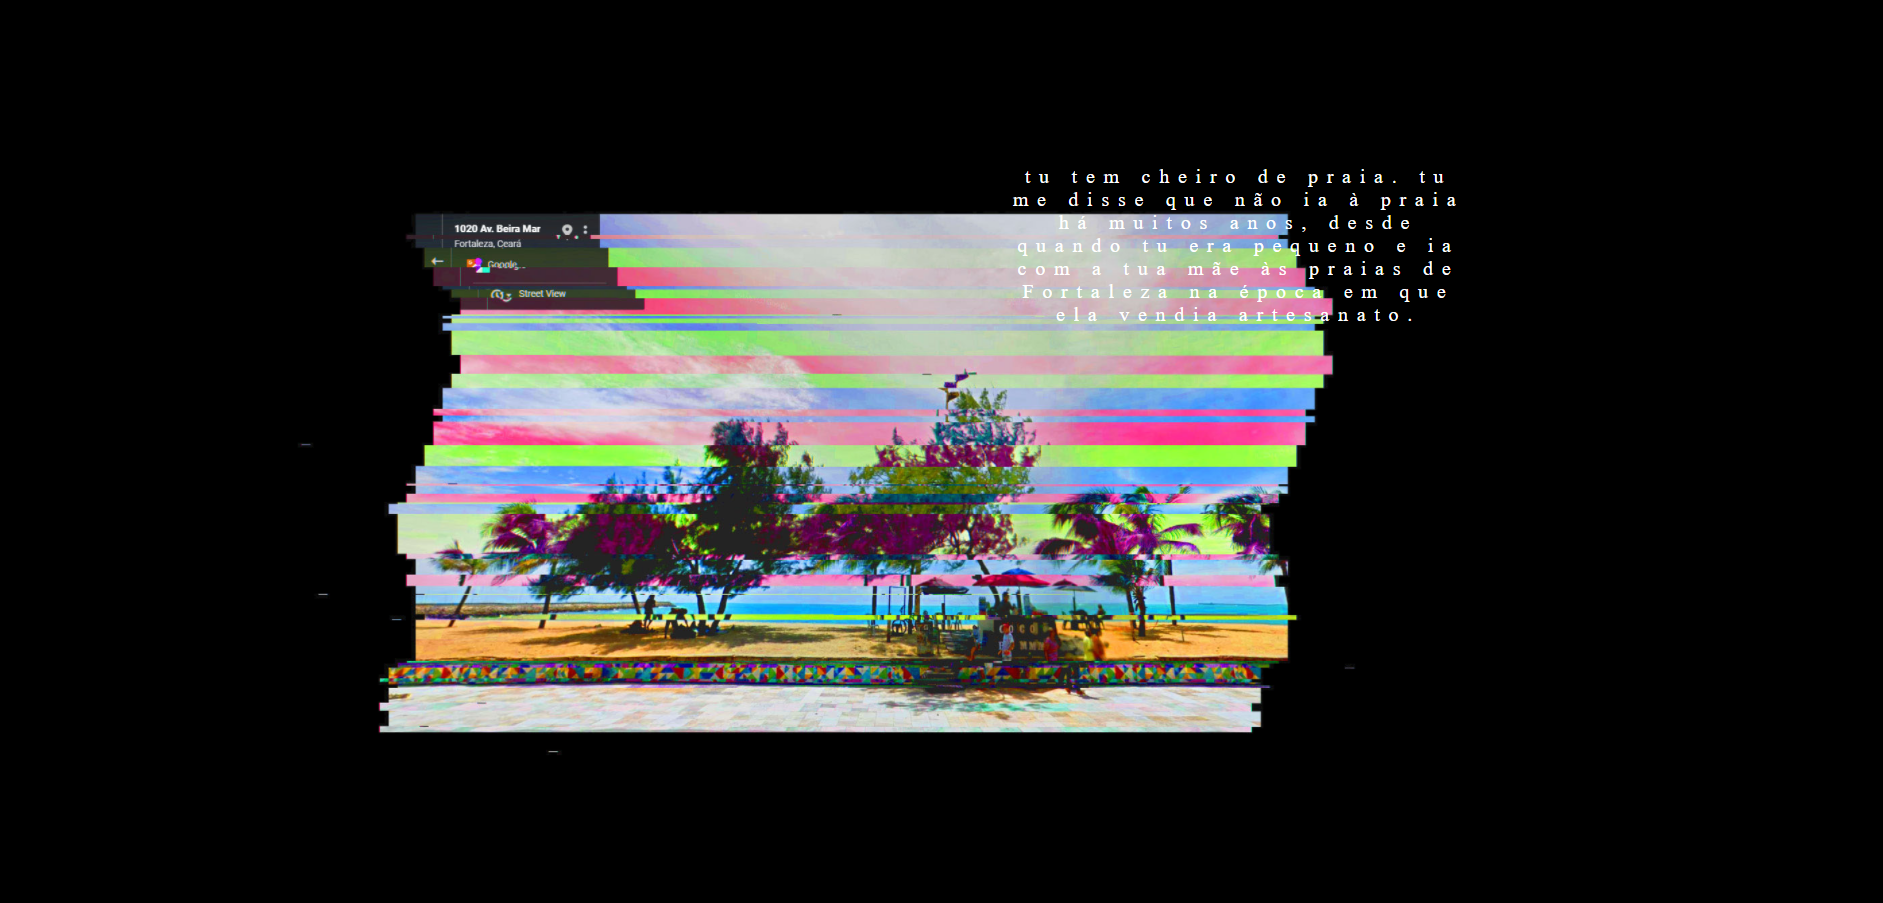 tu tem cheiro de praia. tu
me disse que não ia à praia
há muitos anos, desde
quando tu era pequeno e ia
com a tua mãe às praias de
Fortaleza na época em que
ela vendia artesanato.
1020 Av. Beira Mar
Fortaleza, Ceará
Google
Street View